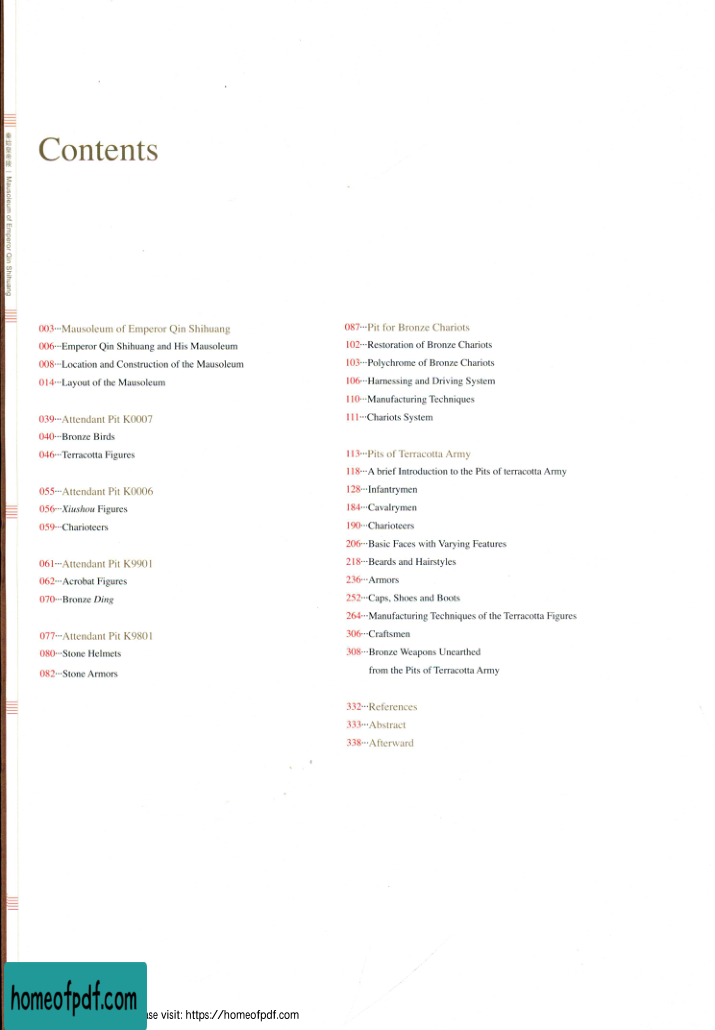 Contents
Mausoleum of Emperor Qin Shihuang
003···Mausoleum of Emperor Qin Shihuang
006···Emperor Qin Shihuang and His Mausoleum
008···Location and Construction of the Mausoleum
014···Layout of the Mausoleum
039···Attendant Pit K0007
040···Bronze Birds
046···Terracotta Figures
055···Attendant Pit K0006
056···Xiushou Figures
059···Charioteers
061···Attendant Pit K9901
062···Acrobat Figures
070···Bronze Ding
077···Attendant Pit K9801
080···Stone Helmets
082···Stone Armors
087···Pit for Bronze Chariots
102···Restoration of Bronze Chariots
103···Polychrome of Bronze Chariots
106···Harnessing and Driving System
110···Manufacturing Techniques
111···Chariots System
113···Pits of Terracotta Army
118···A brief Introduction to the Pits of terracotta Army
128···Infantrymen
184···Cavalrymen
190···Charioteers
206···Basic Faces with Varying Features
218···Beards and Hairstyles
236···Armors
252···Caps, Shoes and Boots
264···Manufacturing Techniques of the Terracotta Figures
306···Craftsmen
308···Bronze Weapons Unearthed
from the Pits of Terracotta Army
332···References
333···Abstract
338···Afterward
homeofpdf.com
visit: https://homeofpdf.com